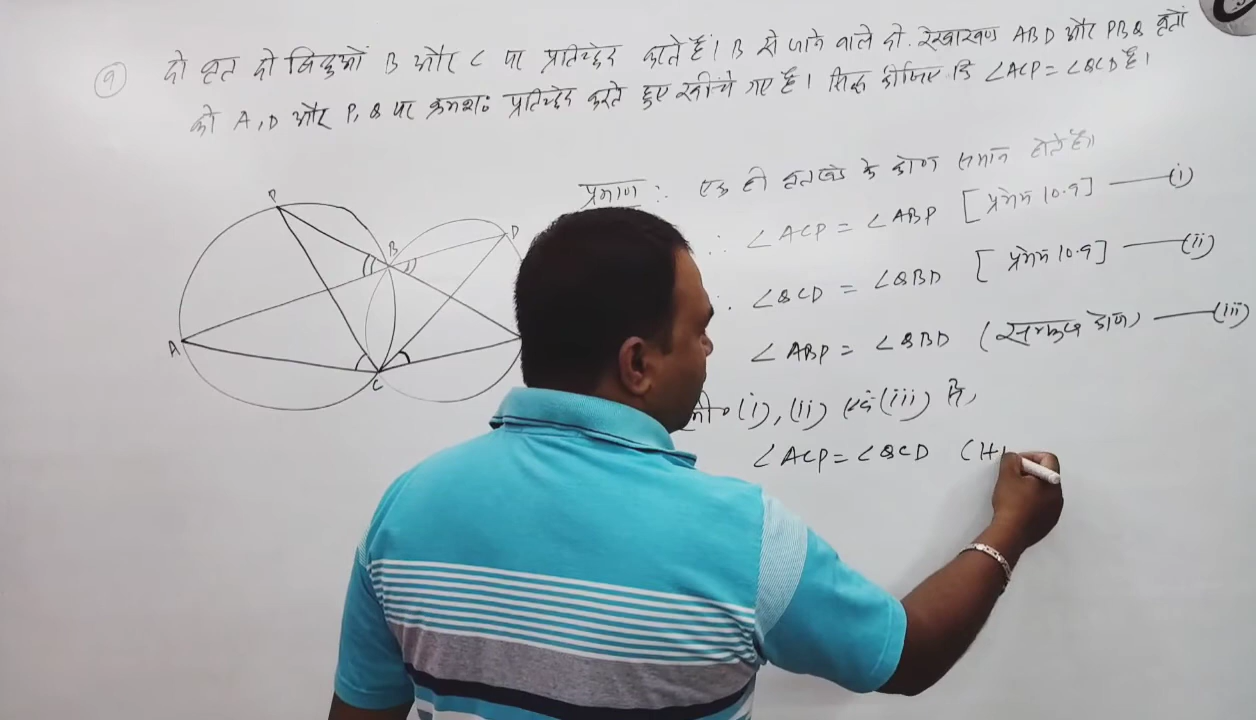 9 दो वृत्त दो बिंदुओं B और C पर प्रतिच्छेद करते हैं। B से जाने वाले दो रेखाखण्ड ABD और PBQ वृत्तों
को A, D और P, Q पर क्रमशः प्रतिच्छेद करते हुए खींचे गए हैं। सिद्ध कीजिए कि ∠ACP = ∠QCD है।
प्रमाण : एक ही वृतखंड के कोण समान होते हैं।
∴ ∠ACP = ∠ABP [प्रमेय 10.9] —(i)
∴ ∠QCD = ∠QBD [प्रमेय 10.9] —(ii)
∠ABP = ∠QBD (कोण) —(iii)
(i), (ii) एवं (iii) से,
∠ACP = ∠QCD (H
P
B
D
A
C